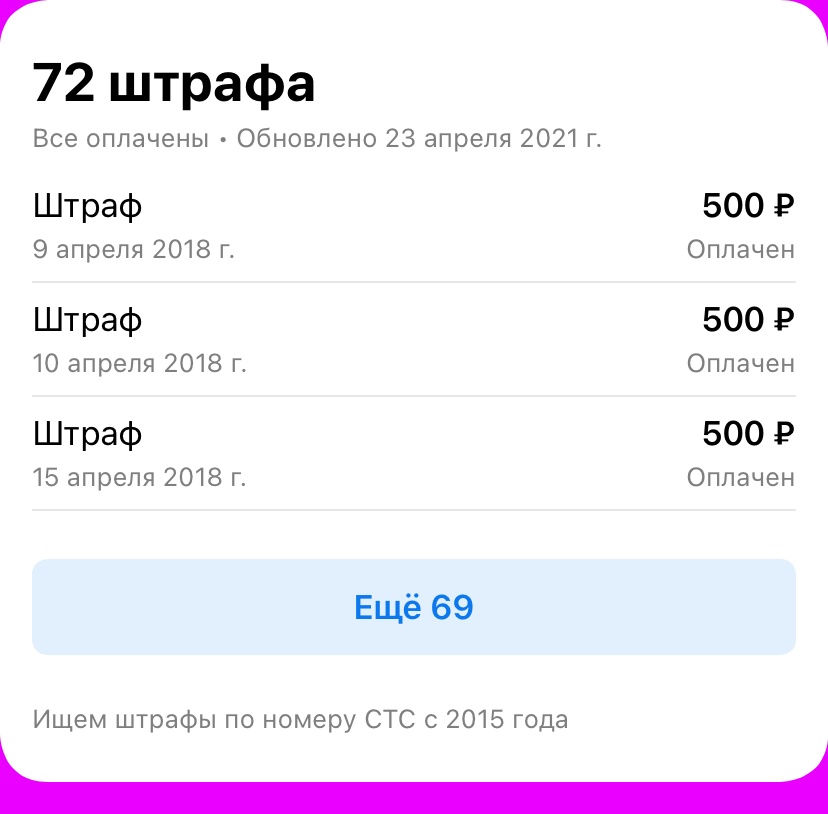 72 штрафа
Все оплачены • Обновлено 23 апреля 2021 г.
Штраф 500 ₽
9 апреля 2018 г. Оплачен
Штраф 500 ₽
10 апреля 2018 г. Оплачен
Штраф 500 ₽
15 апреля 2018 г. Оплачен
Ещё 69
Ищем штрафы по номеру СТС с 2015 года